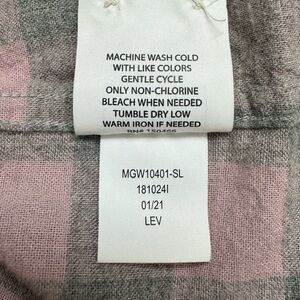 MACHINE WASH COLD
WITH LIKE COLORS
GENTLE CYCLE
ONLY NON-CHLORINE
BLEACH WHEN NEEDED
TUMBLE DRY LOW
WARM IRON IF NEEDED
RN#
MGW10401-SL
181024I
01/21
LEV